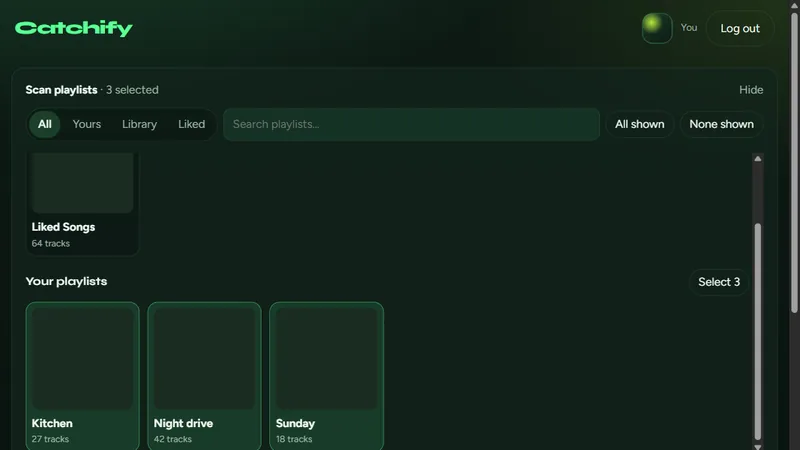 Catchify
You
Log out
Scan playlists · 3 selected
Hide
All
Yours
Library
Liked
Search playlists...
All shown
None shown
Liked Songs
64 tracks
Your playlists
Select 3
Kitchen
27 tracks
Night drive
42 tracks
Sunday
18 tracks